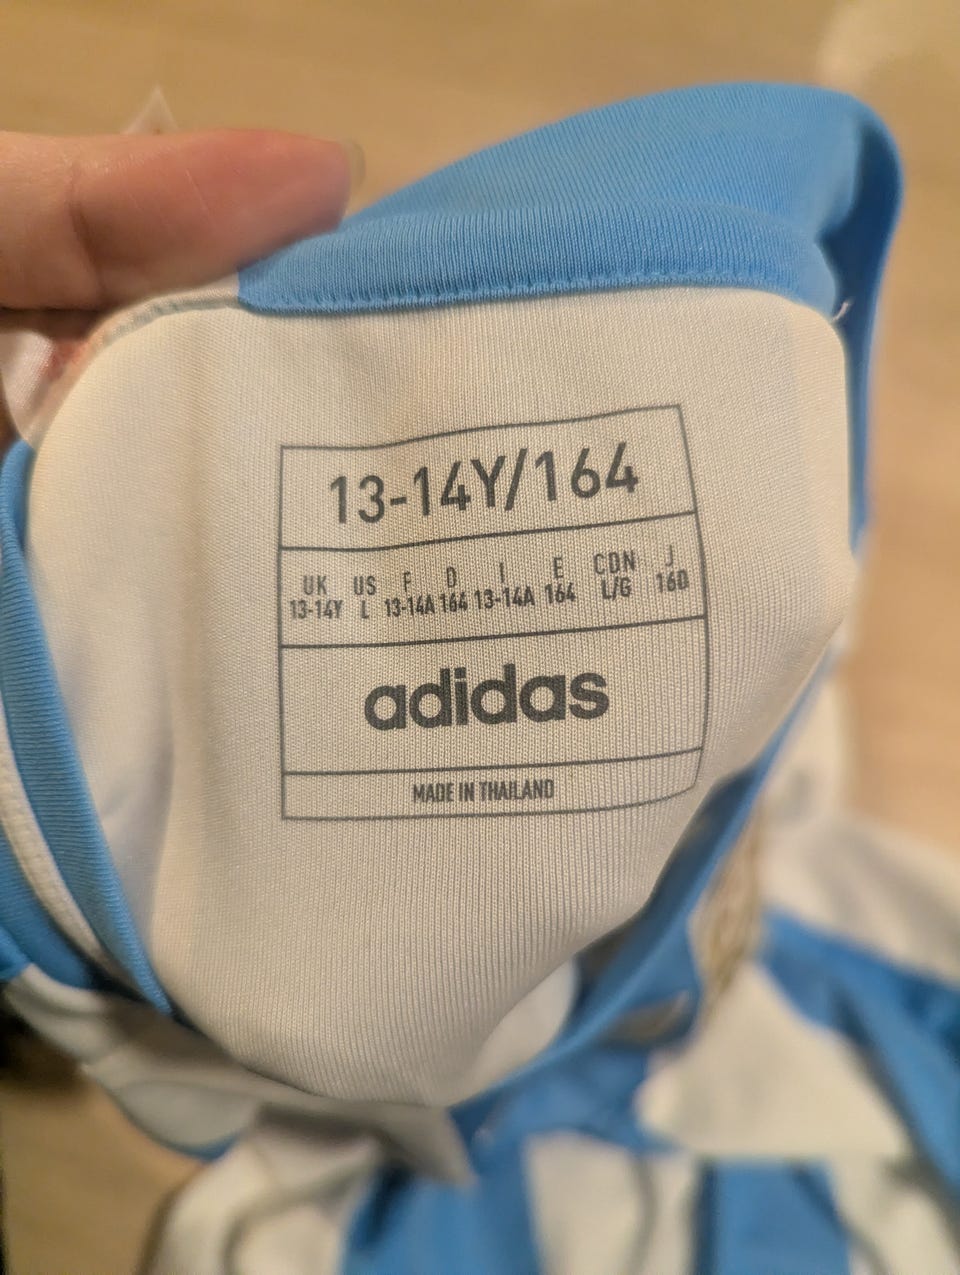 13-14Y/164
UK US F D I E CDN J
13-14Y L 13-14A 164 13-14A 164 L/G 160
adidas
MADE IN THAILAND